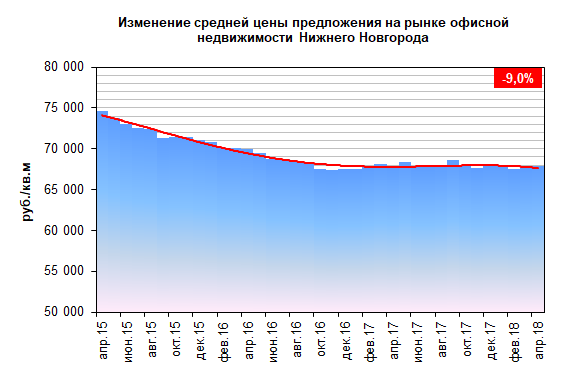 Изменение средней цены предложения на рынке офисной
недвижимости Нижнего Новгорода
-9,0%
руб./кв.м
80 000
75 000
70 000
65 000
60 000
55 000
50 000
апр.15
июн.15
авг.15
окт.15
дек.15
фев.16
апр.16
июн.16
авг.16
окт.16
дек.16
фев.17
апр.17
июн.17
авг.17
окт.17
дек.17
фев.18
апр.18